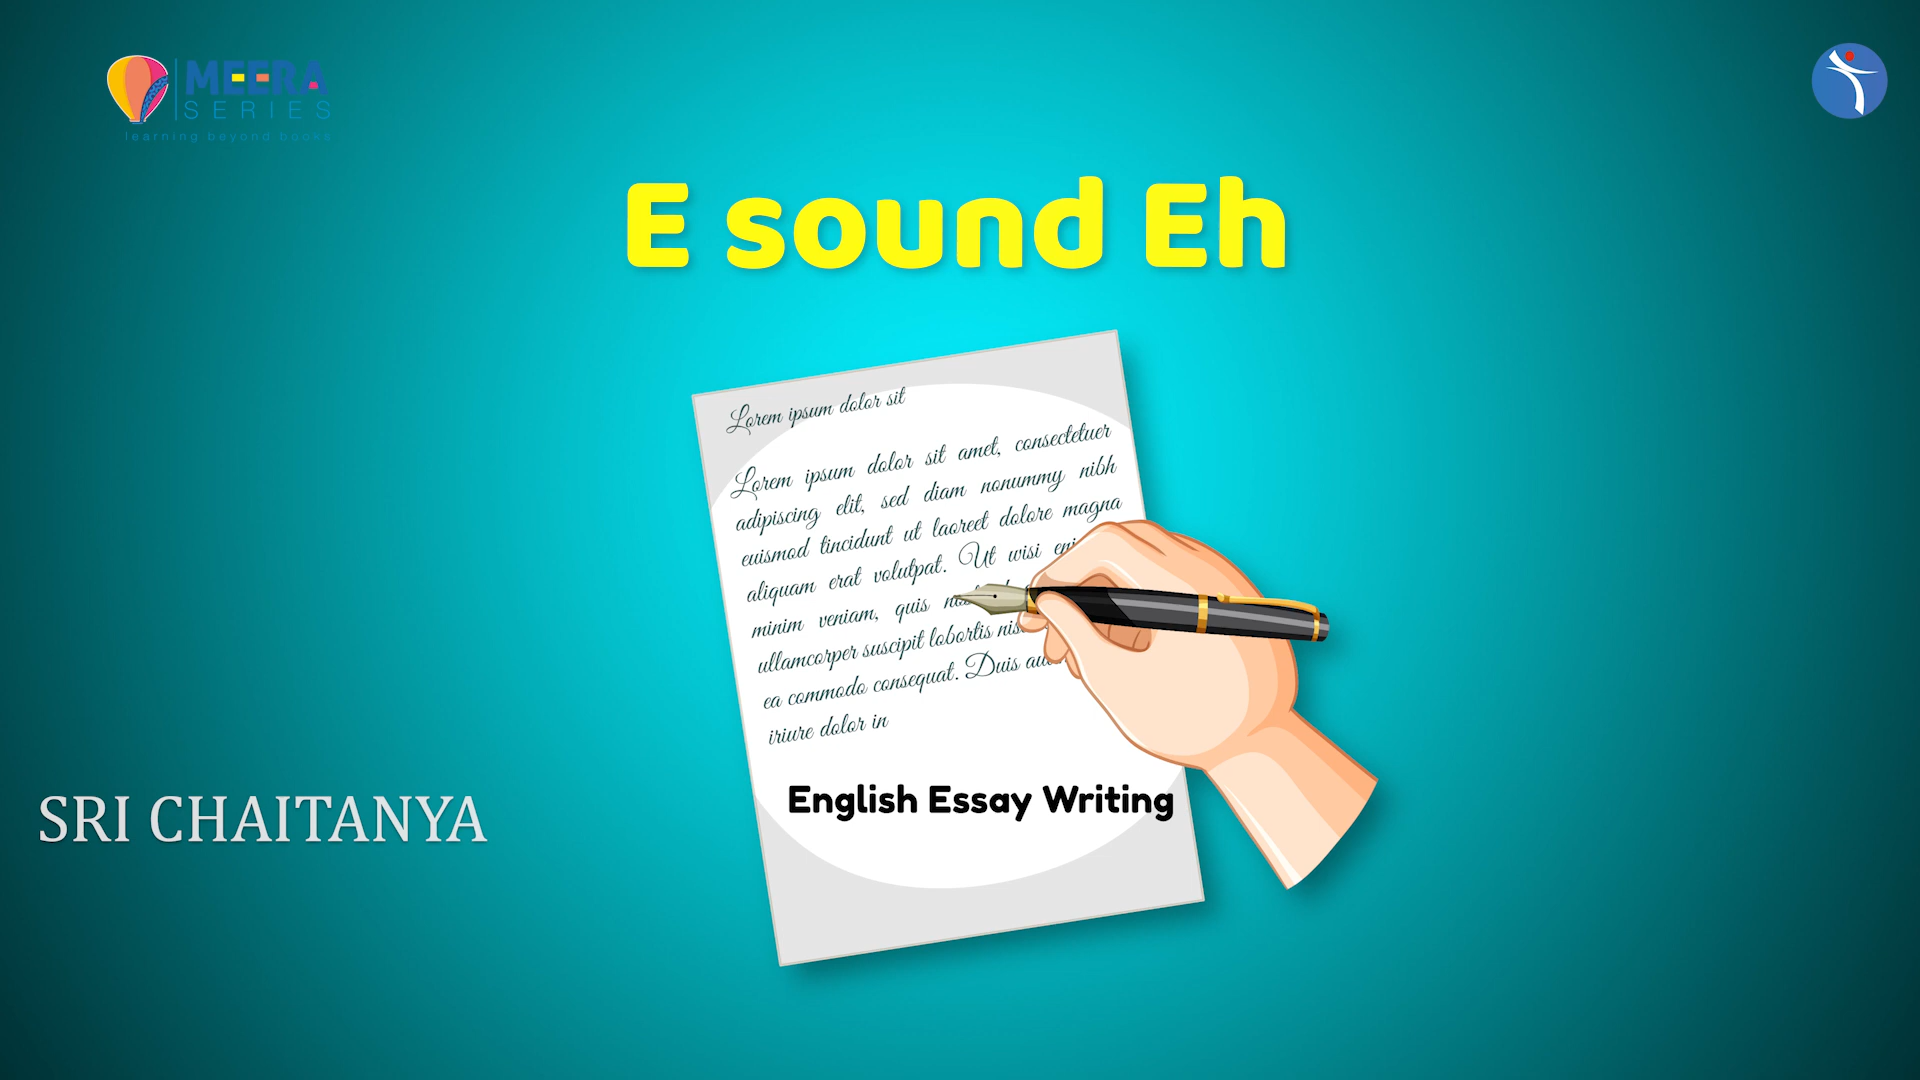 MEERA
SERIES
learning beyond books
E sound Eh
Lorem ipsum dolor sit
Lorem ipsum dolor sit amet, consectetuer
adipiscing elit, sed diam nonummy nibh
euismod tincidunt ut laoreet dolore magna
aliquam erat volutpat. Ut wisi
minim veniam, quis
ullamcorper suscipit lobortis
ea commodo consequat. Duis
iriure dolor in
English Essay Writing
SRI CHAITANYA